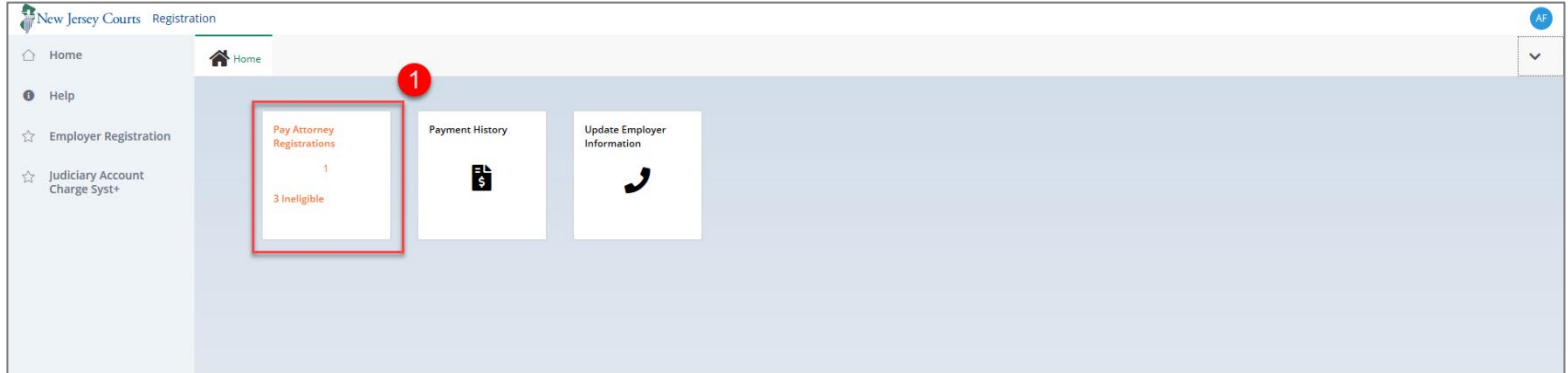 New Jersey Courts Registration
AF
Home
Help
Employer Registration
Judiciary Account
Charge Syst+
Home
1
Pay Attorney
Registrations
1
3 Ineligible
Payment History
$
Update Employer
Information